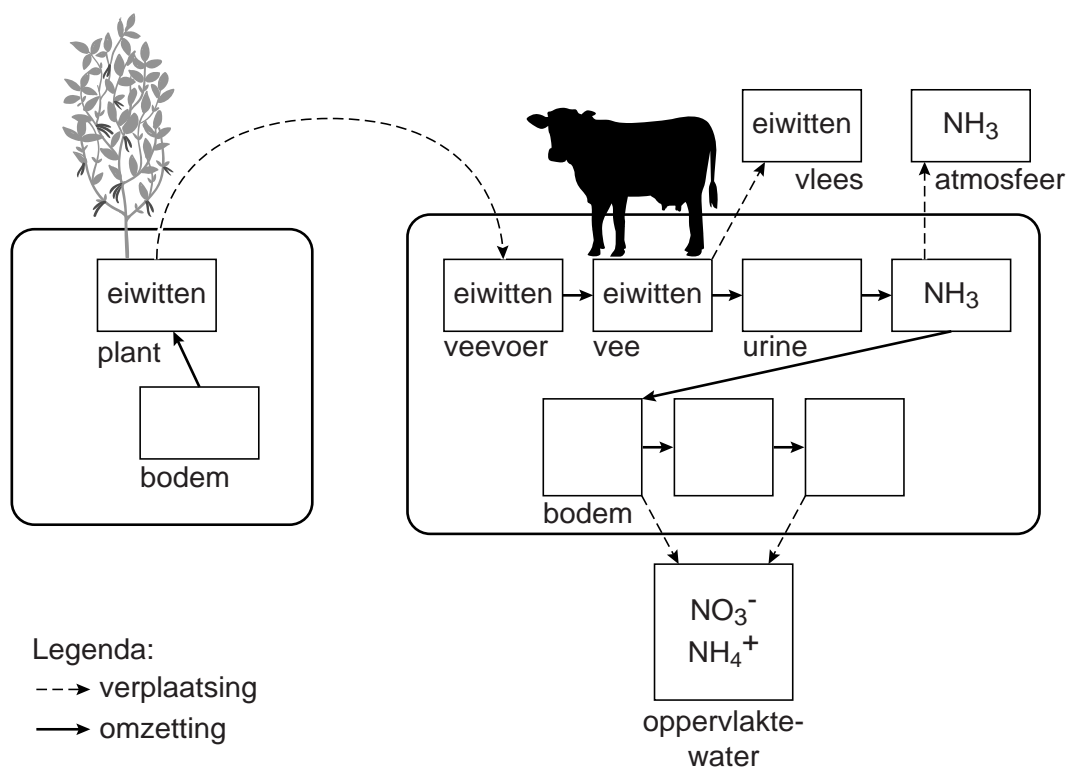 eiwitten
vlees
NH₃
atmosfeer
eiwitten
plant
bodem
eiwitten
veevoer
eiwitten
vee
urine
NH₃
bodem
NO₃⁻
NH₄⁺
oppervlakte-
water
Legenda:
verplaatsing
omzetting